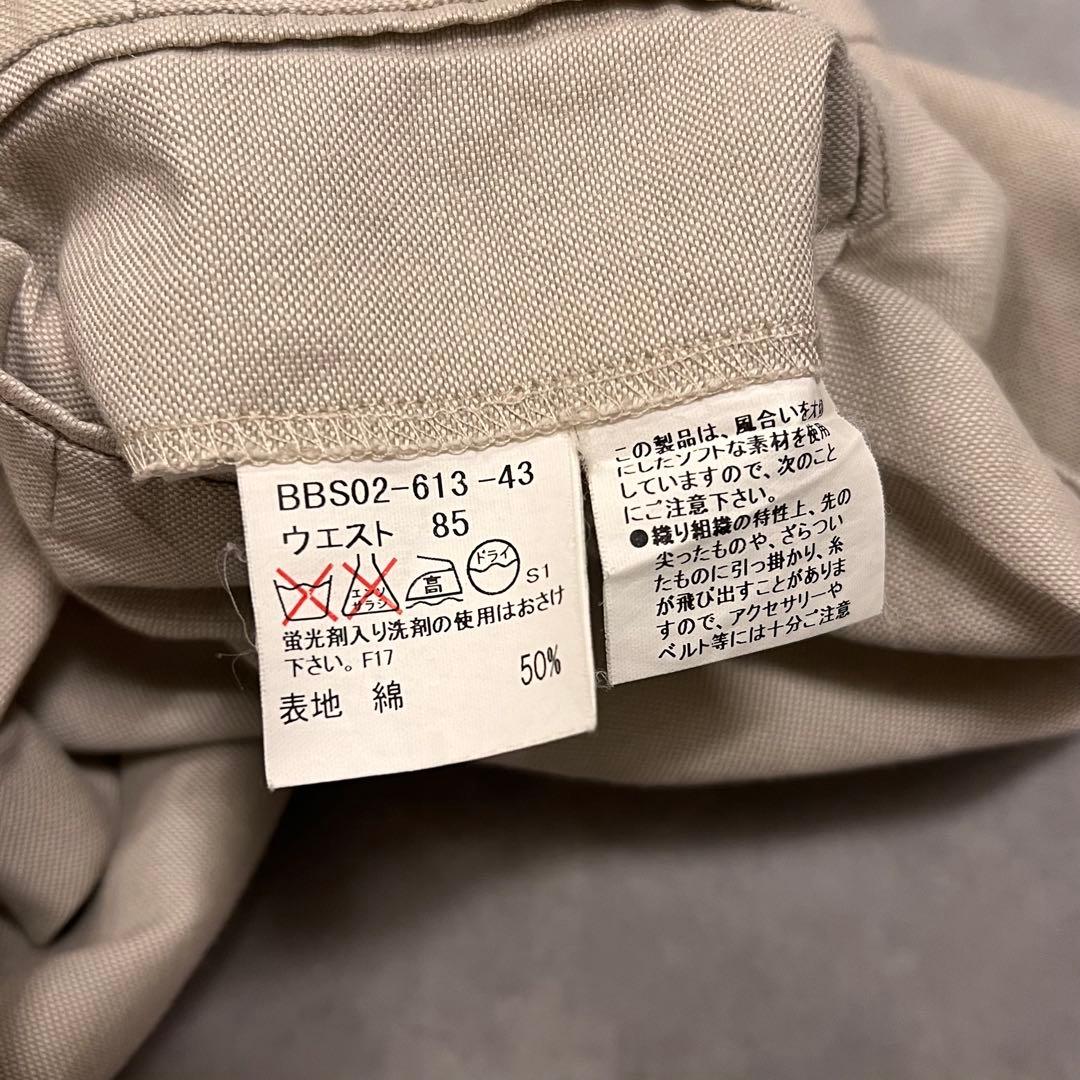 BBS02-613-43
ウエスト 85
エンソ
サラシ
高
ドライ
S1
蛍光剤入り洗剤の使用はおさけ
下さい。F17
表地 綿 50%
この製品は、風合いを
にしたソフトな素材を使用
していますので、次のこと
にご注意下さい。
●織り組織の特性上、先の
尖ったものや、ざらつい
たものに引っ掛かり、糸
が飛び出すことがありま
すので、アクセサリーや
ベルト等には十分ご注意